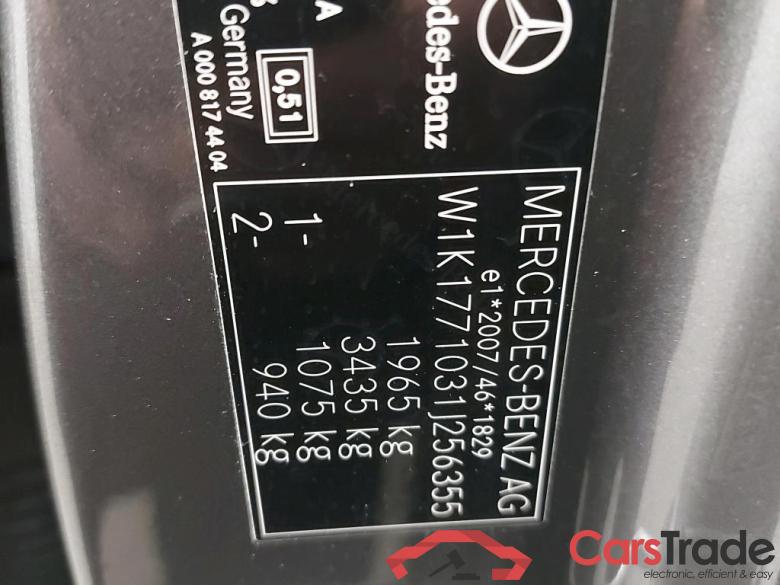 MERCEDES-BENZ AG
e1*2007/46*1829
W1K1771031J256355
1965 kg
3435 kg
1- 1075 kg
2- 940 kg
des-Benz
0,51
A
Germany
A 000 817 44 04
CarsTrade
electronic, efficient & easy